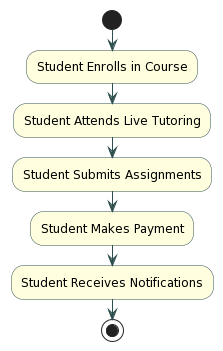 Student Enrolls in Course
Student Attends Live Tutoring
Student Submits Assignments
Student Makes Payment
Student Receives Notifications